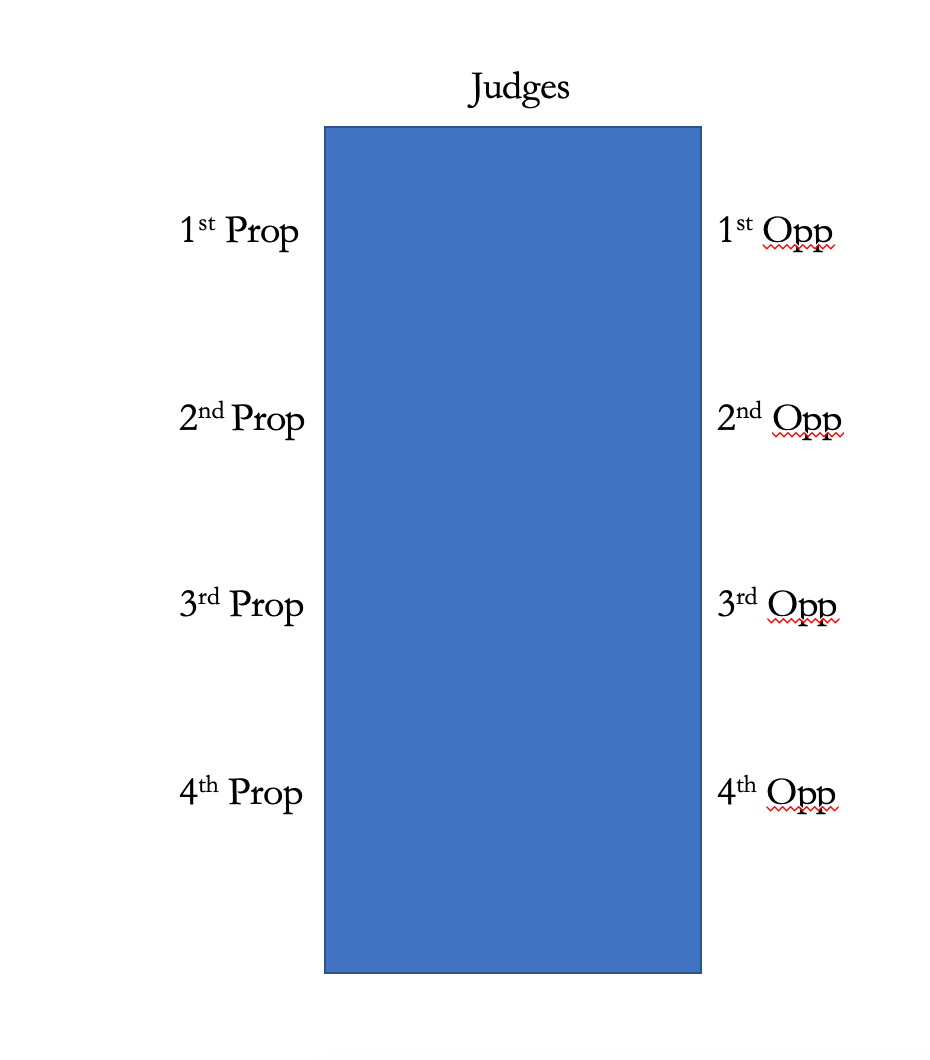 Judges
1st Prop
1st Opp
2nd Prop
2nd Opp
3rd Prop
3rd Opp
4th Prop
4th Opp